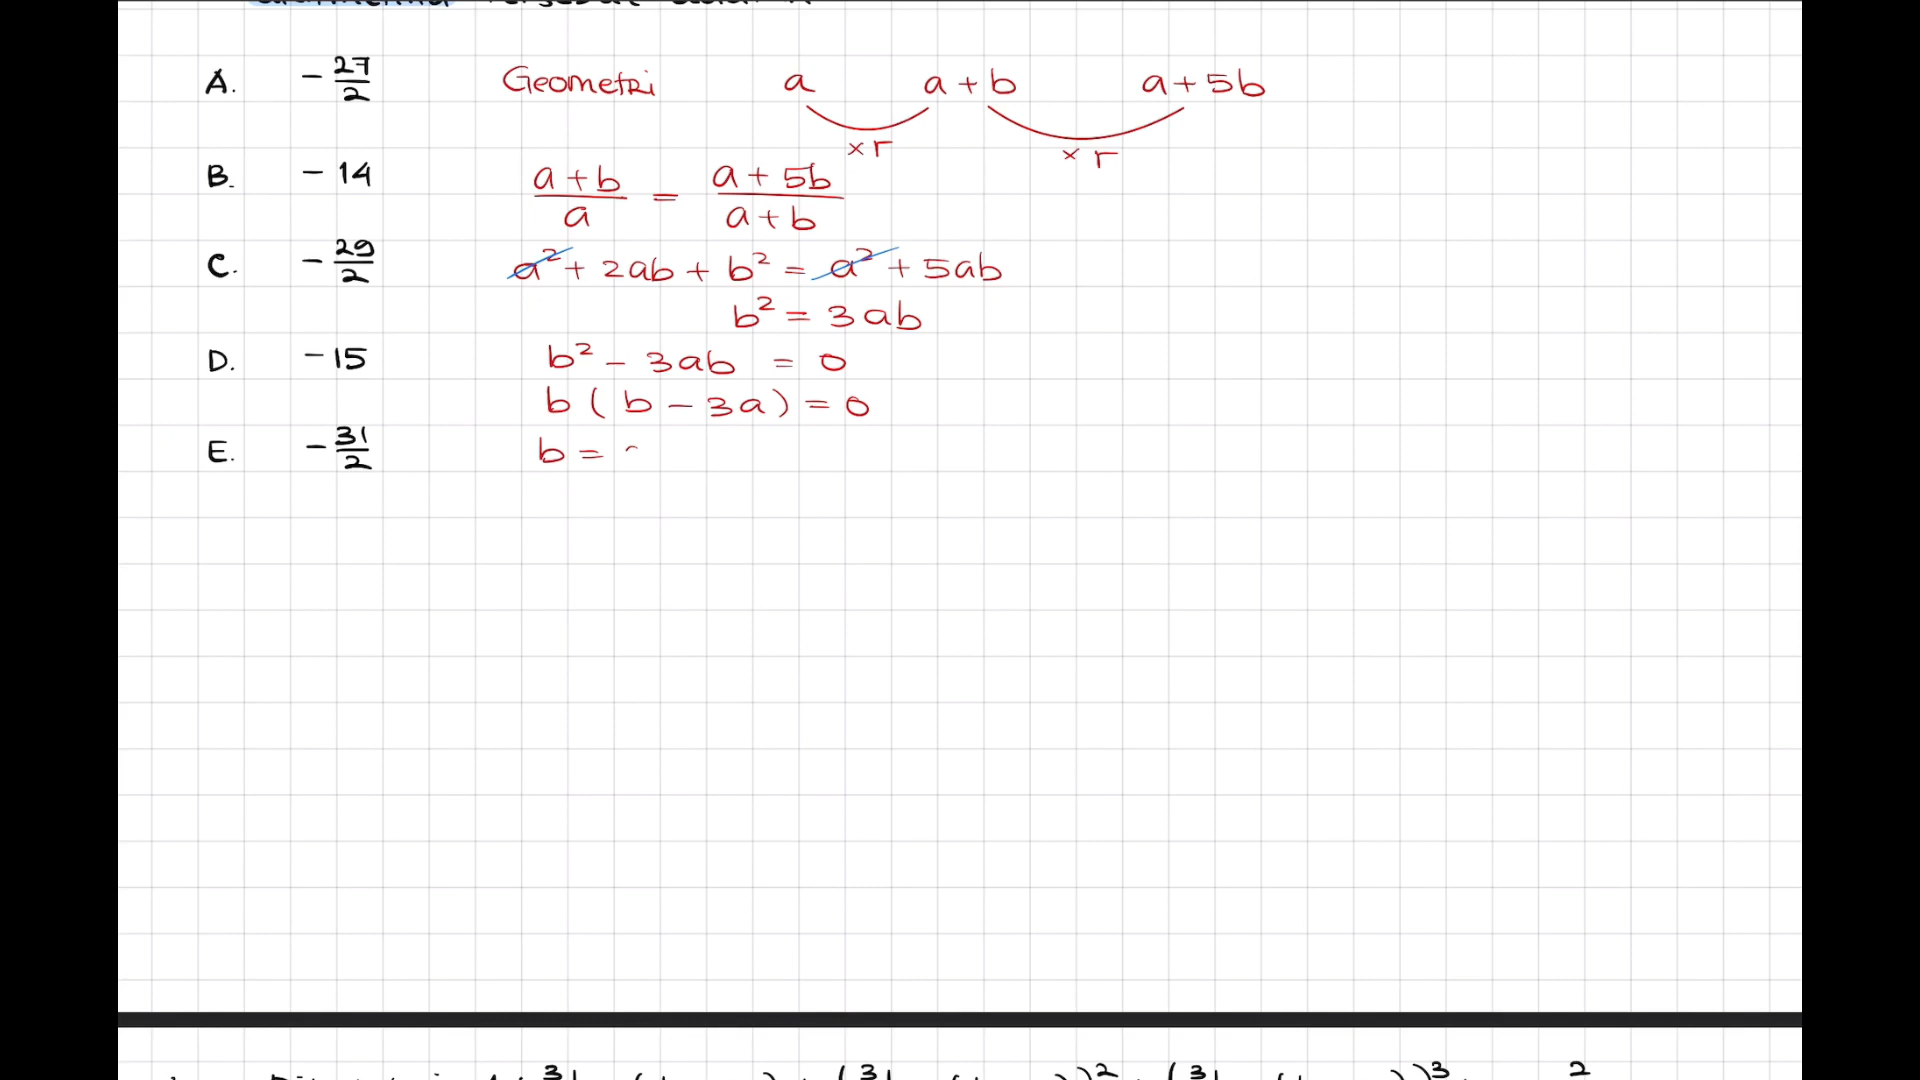 A. - 27/2 Geometri a a + b a + 5b
× r × r
B. - 14 a + b / a = a + 5b / a + b
C. - 29/2 a² + 2ab + b² = a² + 5ab
b² = 3ab
D. - 15 b² - 3ab = 0
b ( b - 3a ) = 0
E. - 31/2 b =